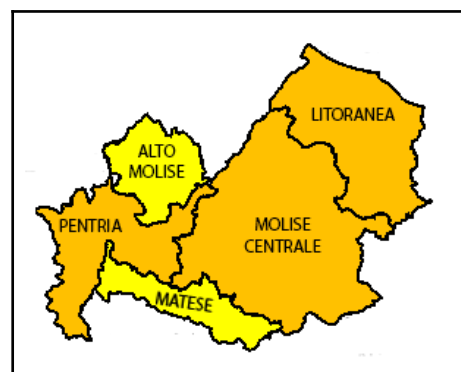 LITORANEA
ALTO
MOLISE
PENTRIA
MOLISE
CENTRALE
MATESE